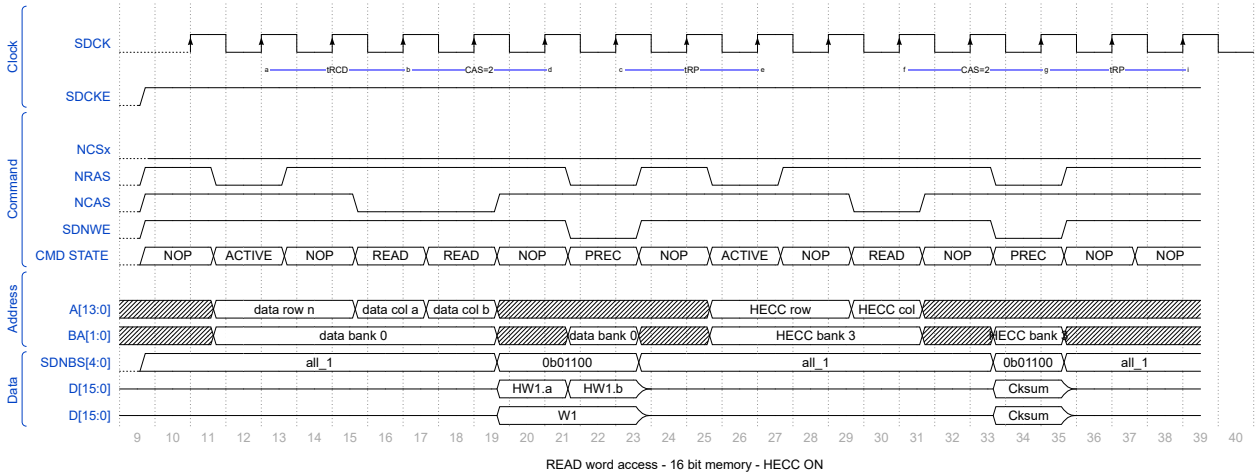 Clock
SDCK
a tRCD b CAS=2 d c tRP e f CAS=2 g tRP i
SDCKE
Command
NCSx
NRAS
NCAS
SDNWE
CMD STATE NOP ACTIVE NOP READ READ NOP PREC NOP ACTIVE NOP READ NOP PREC NOP NOP
Address
A[13:0] data row n data col a data col b HECC row HECC col
BA[1:0] data bank 0 data bank 0 HECC bank 3 HECC bank 3
Data
SDNBS[4:0] all_1 0b01100 all_1 0b01100 all_1
D[15:0] HW1.a HW1.b Cksum
D[15:0] W1 Cksum
9 10 11 12 13 14 15 16 17 18 19 20 21 22 23 24 25 26 27 28 29 30 31 32 33 34 35 36 37 38 39 40
READ word access - 16 bit memory - HECC ON